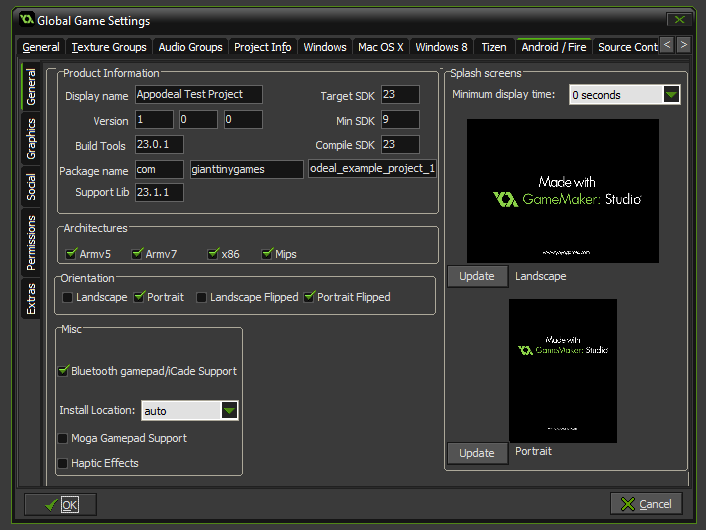 Global Game Settings
General Texture Groups Audio Groups Project Info Windows Mac OS X Windows 8 Tizen Android / Fire Source Cont
General
Graphics
Social
Permissions
Extras
Product Information
Display name Appodeal Test Project Target SDK 23
Version 1 0 0 Min SDK 9
Build Tools 23.0.1 Compile SDK 23
Package name com gianttinygames odeal_example_project_1
Support Lib 23.1.1
Architectures
Armv5 Armv7 x86 Mips
Orientation
Landscape Portrait Landscape Flipped Portrait Flipped
Misc
Bluetooth gamepad/iCade Support
Install Location: auto
Moga Gamepad Support
Haptic Effects
Splash screens
Minimum display time: 0 seconds
Made with
GameMaker: Studio
www.yoyogames.com
Update Landscape
Made with
GameMaker: Studio
Update Portrait
OK Cancel